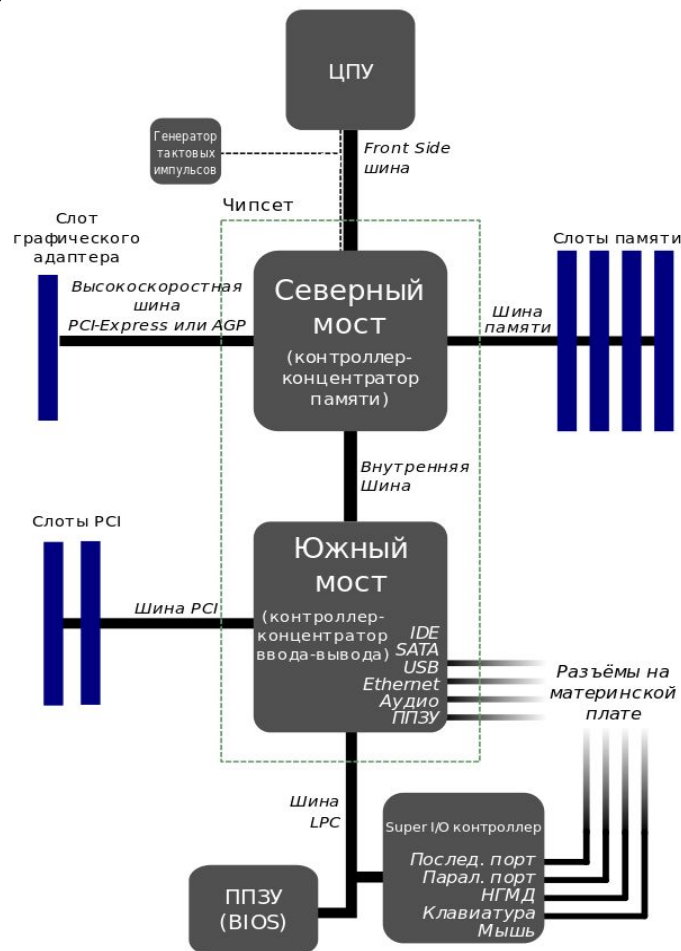 ЦПУ
Генератор
тактовых
импульсов
Front Side
шина
Чипсет
Слот
графического
адаптера
Высокоскоростная
шина
PCI-Express или AGP
Северный
мост
(контроллер-
концентратор
памяти)
Шина
памяти
Слоты памяти
Внутренняя
Шина
Слоты PCI
Шина PCI
Южный
мост
(контроллер-
концентратор
ввода-вывода)
IDE
SATA
USB
Ethernet
Аудио
ППЗУ
Разъёмы на
материнской
плате
Шина
LPC
Super I/O контроллер
Послед. порт
Парал. порт
НГМД
Клавиатура
Мышь
ППЗУ
(BIOS)